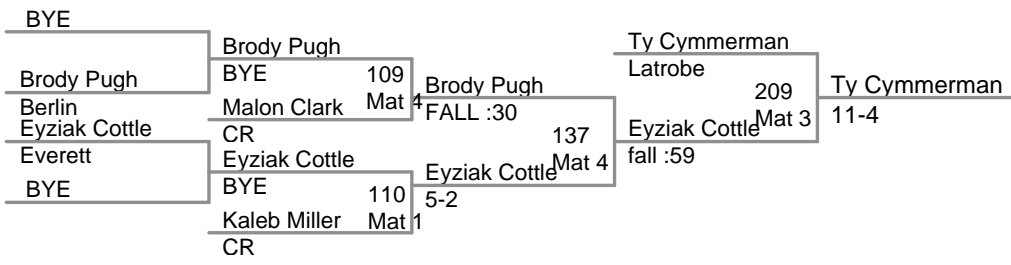 BYE
Brody Pugh
Berlin
Eyziak Cottle
Everett
BYE
Brody Pugh
BYE
109
Mat 4
Malon Clark
CR
Eyziak Cottle
BYE
110
Mat 1
Kaleb Miller
CR
Brody Pugh
FALL :30
137
Mat 4
Eyziak Cottle
5-2
Ty Cymmerman
Latrobe
209
Mat 3
Eyziak Cottle
fall :59
Ty Cymmerman
11-4